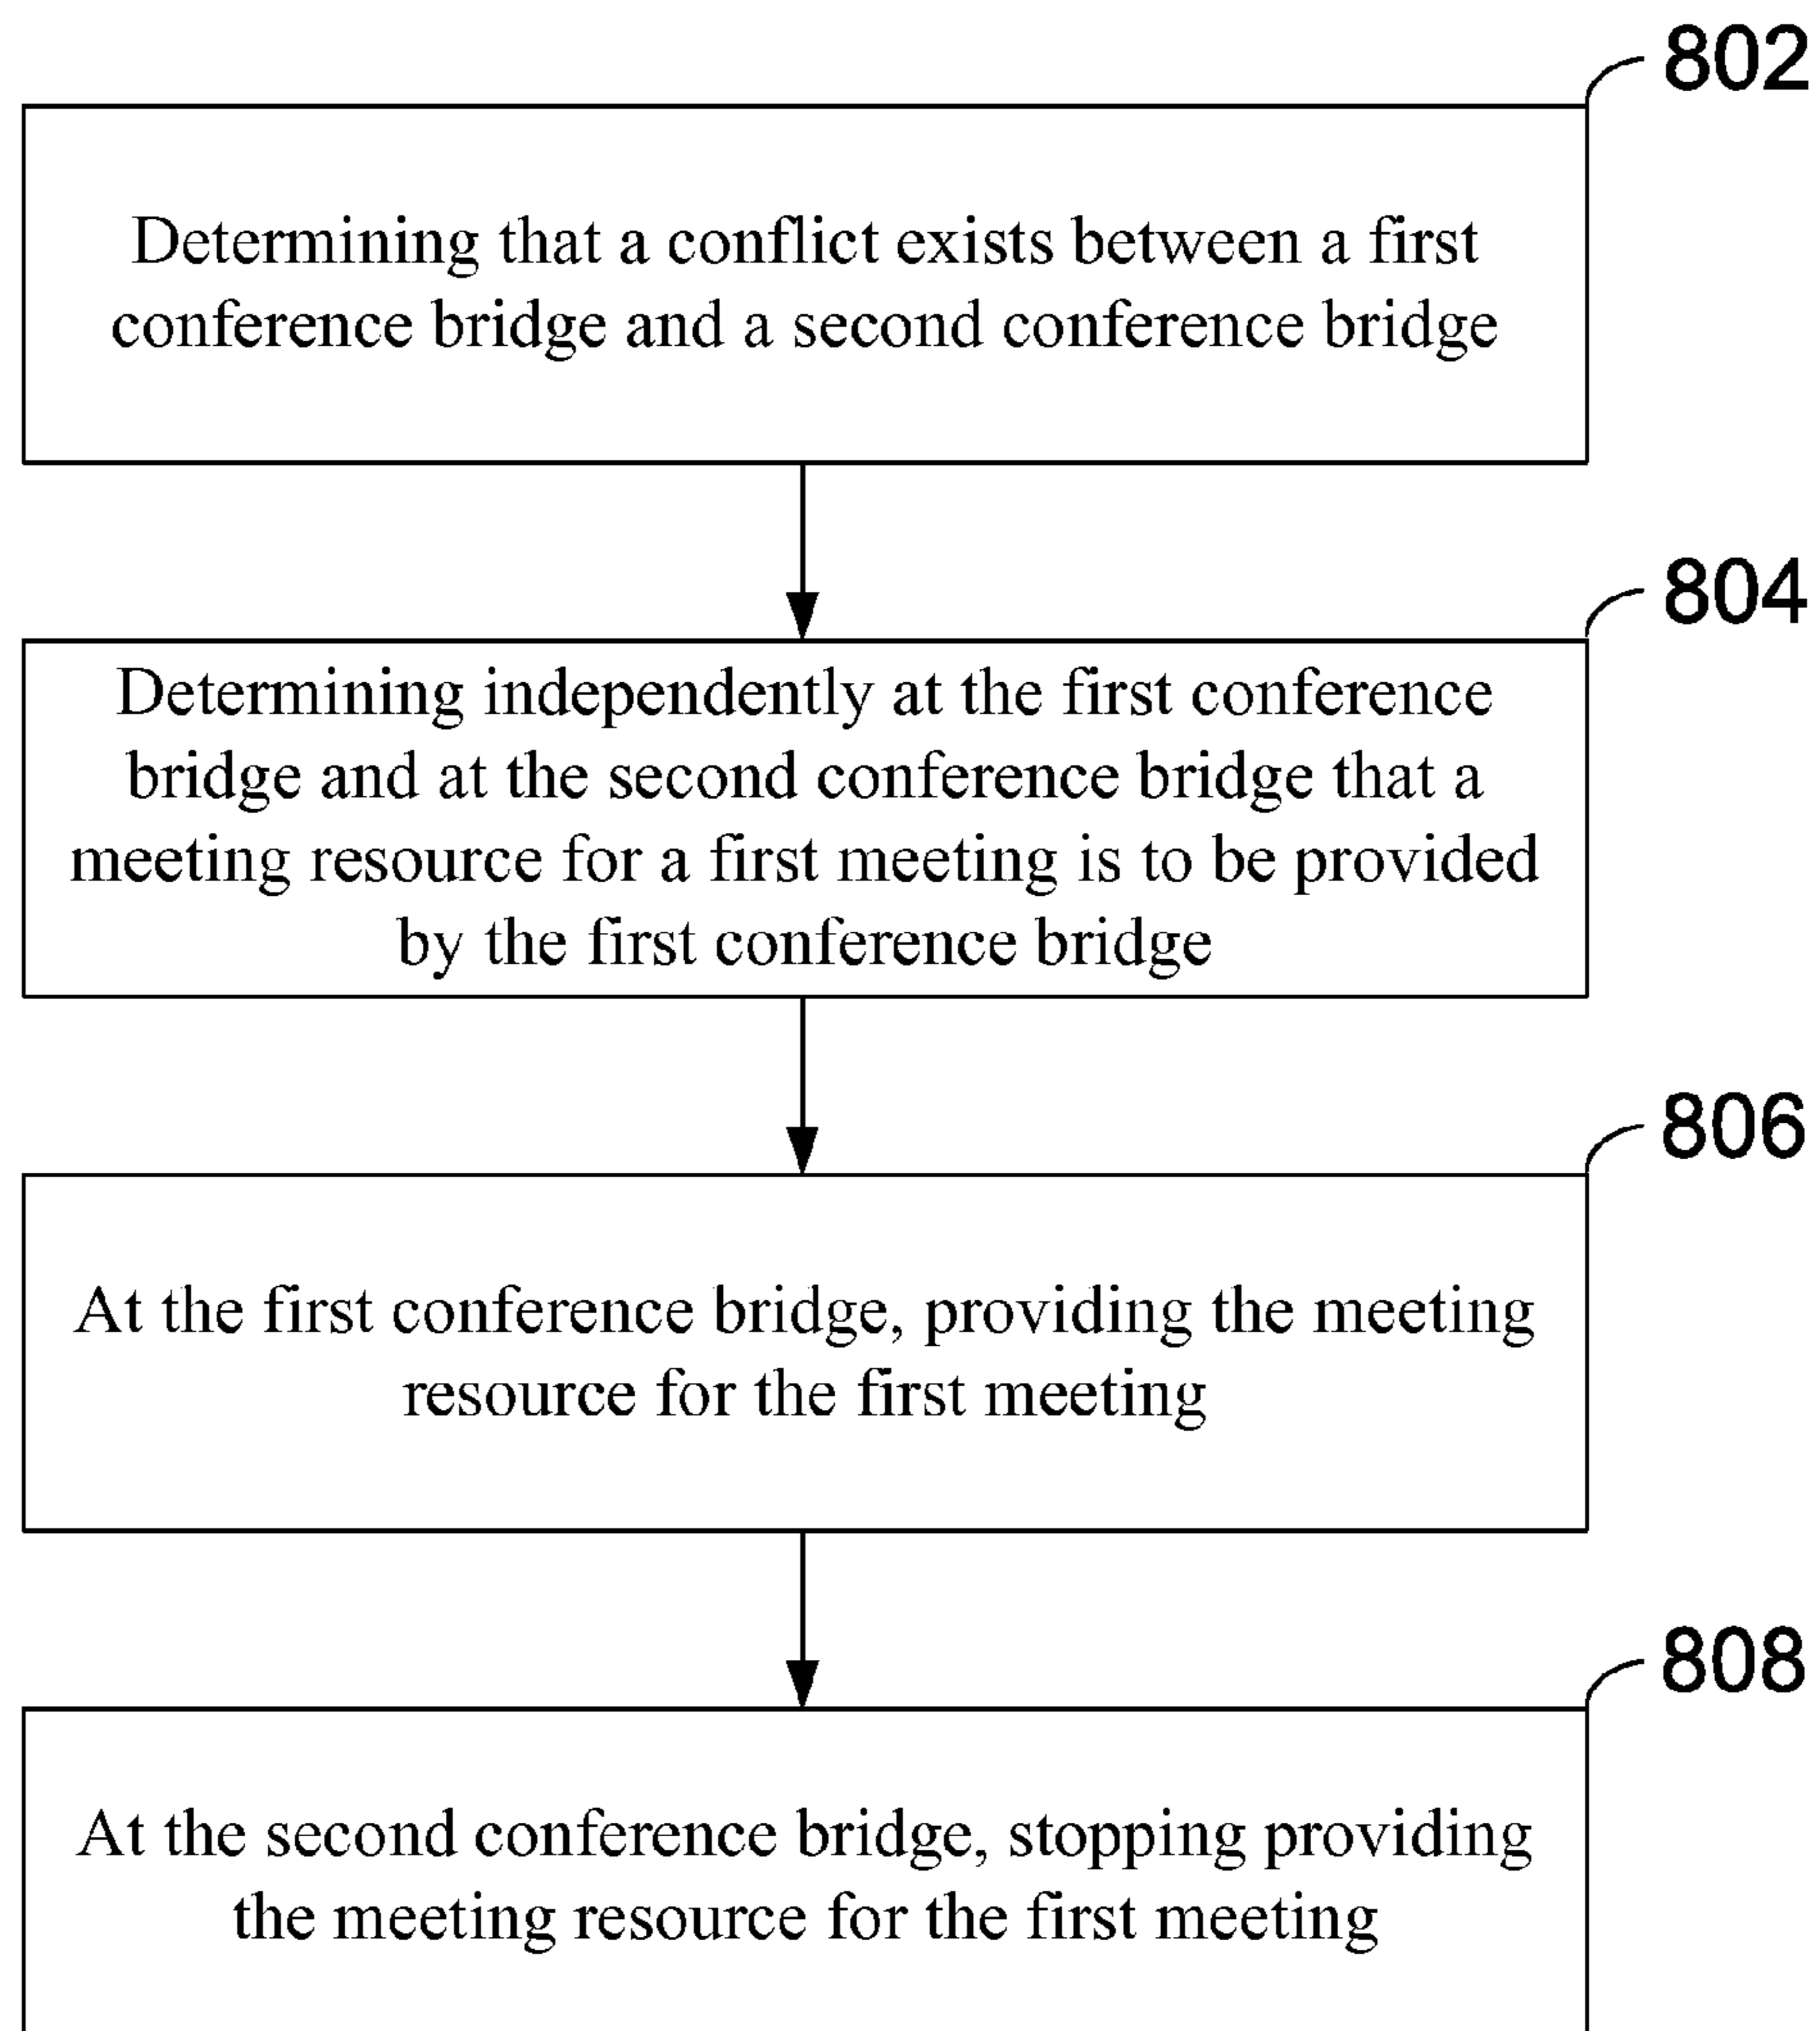 802
Determining that a conflict exists between a first
conference bridge and a second conference bridge
804
Determining independently at the first conference
bridge and at the second conference bridge that a
meeting resource for a first meeting is to be provided
by the first conference bridge
806
At the first conference bridge, providing the meeting
resource for the first meeting
808
At the second conference bridge, stopping providing
the meeting resource for the first meeting